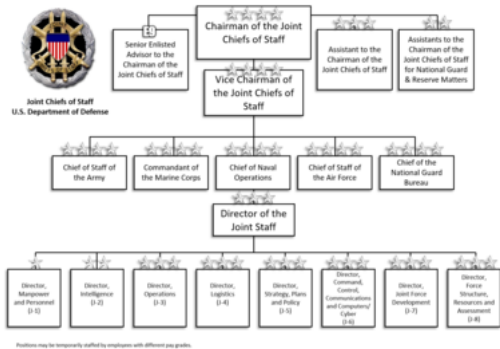 Chairman of the Joint
Chiefs of Staff
Senior Enlisted
Advisor to the
Chairman of the
Joint Chiefs of Staff
Assistant to the
Chairman of the
Joint Chiefs of Staff
Assistants to the
Chairman of the
Joint Chiefs of Staff
for National Guard
& Reserve Matters
Joint Chiefs of Staff
U.S. Department of Defense
Vice Chairman of
the Joint Chiefs of
Staff
Chief of Staff of
the Army
Commandant of
the Marine Corps
Chief of Naval
Operations
Chief of Staff of
the Air Force
Chief of the
National Guard
Bureau
Director of the
Joint Staff
Director,
Manpower
and Personnel
(J-1)
Director,
Intelligence
(J-2)
Director,
Operations
(J-3)
Director,
Logistics
(J-4)
Director,
Strategy, Plans
and Policy
(J-5)
Director,
Command,
Control,
Communications
and Computers/
Cyber
(J-6)
Director,
Joint Force
Development
(J-7)
Director,
Force
Structure,
Resources and
Assessment
(J-8)
Positions may be temporarily staffed by employees with different pay grades.